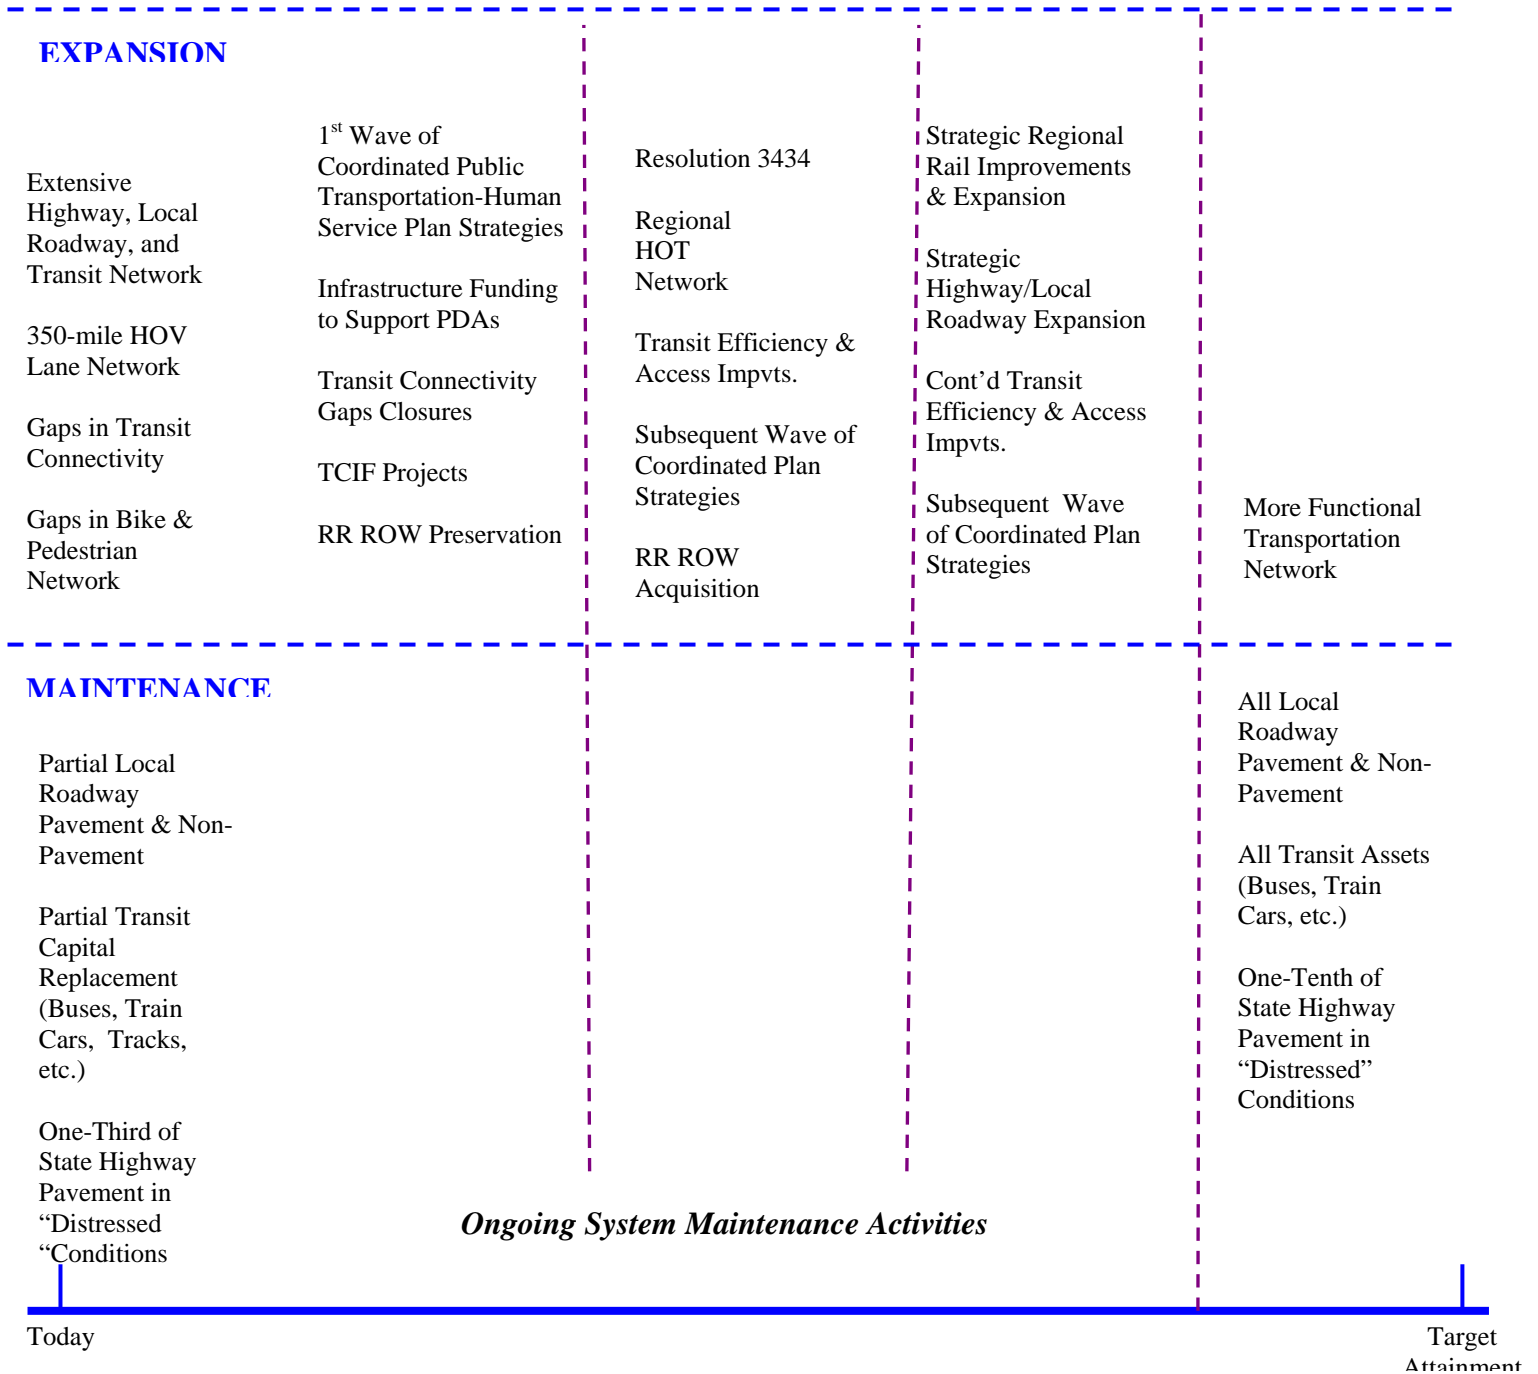 EXPANSION
Extensive
Highway, Local
Roadway, and
Transit Network
350-mile HOV
Lane Network
Gaps in Transit
Connectivity
Gaps in Bike &
Pedestrian
Network
1st Wave of
Coordinated Public
Transportation-Human
Service Plan Strategies
Infrastructure Funding
to Support PDAs
Transit Connectivity
Gaps Closures
TCIF Projects
RR ROW Preservation
Resolution 3434
Regional
HOT
Network
Transit Efficiency &
Access Impvts.
Subsequent Wave of
Coordinated Plan
Strategies
RR ROW
Acquisition
Strategic Regional
Rail Improvements
& Expansion
Strategic
Highway/Local
Roadway Expansion
Cont’d Transit
Efficiency & Access
Impvts.
Subsequent  Wave
of Coordinated Plan
Strategies
More Functional
Transportation
Network
MAINTENANCE
Partial Local
Roadway
Pavement & Non-
Pavement
Partial Transit
Capital
Replacement
(Buses, Train
Cars,  Tracks,
etc.)
One-Third of
State Highway
Pavement in
“Distressed
“Conditions
Ongoing System Maintenance Activities
All Local
Roadway
Pavement & Non-
Pavement
All Transit Assets
(Buses, Train
Cars, etc.)
One-Tenth of
State Highway
Pavement in
“Distressed”
Conditions
Today
Target
Attainment